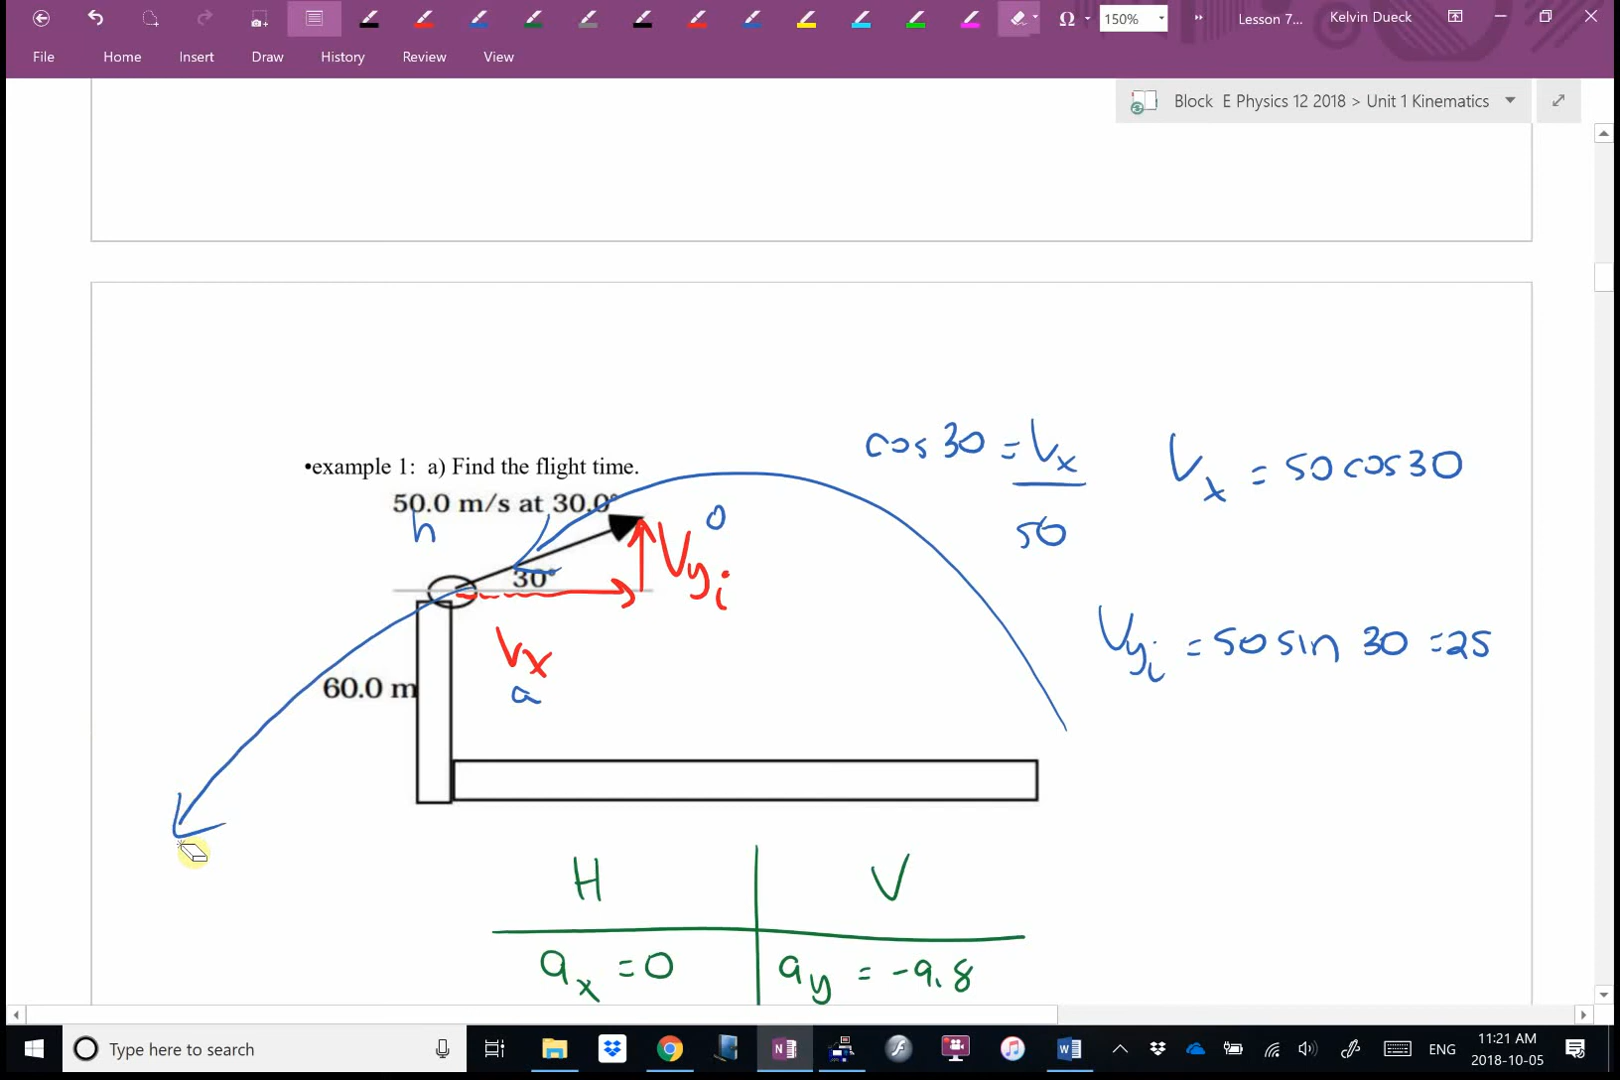 150%
Lesson 7...
Kelvin Dueck
File Home Insert Draw History Review View
Block E Physics 12 2018 > Unit 1 Kinematics
•example 1: a) Find the flight time.
50.0 m/s at 30.0°
h
o
30°
Vyi
Vx
a
60.0 m
cos 30 = Vx
50
Vx = 50 cos 30
Vyi = 50 sin 30 = 25
H V
ax = 0 ay = -9.8
Type here to search
ENG
11:21 AM
2018-10-05